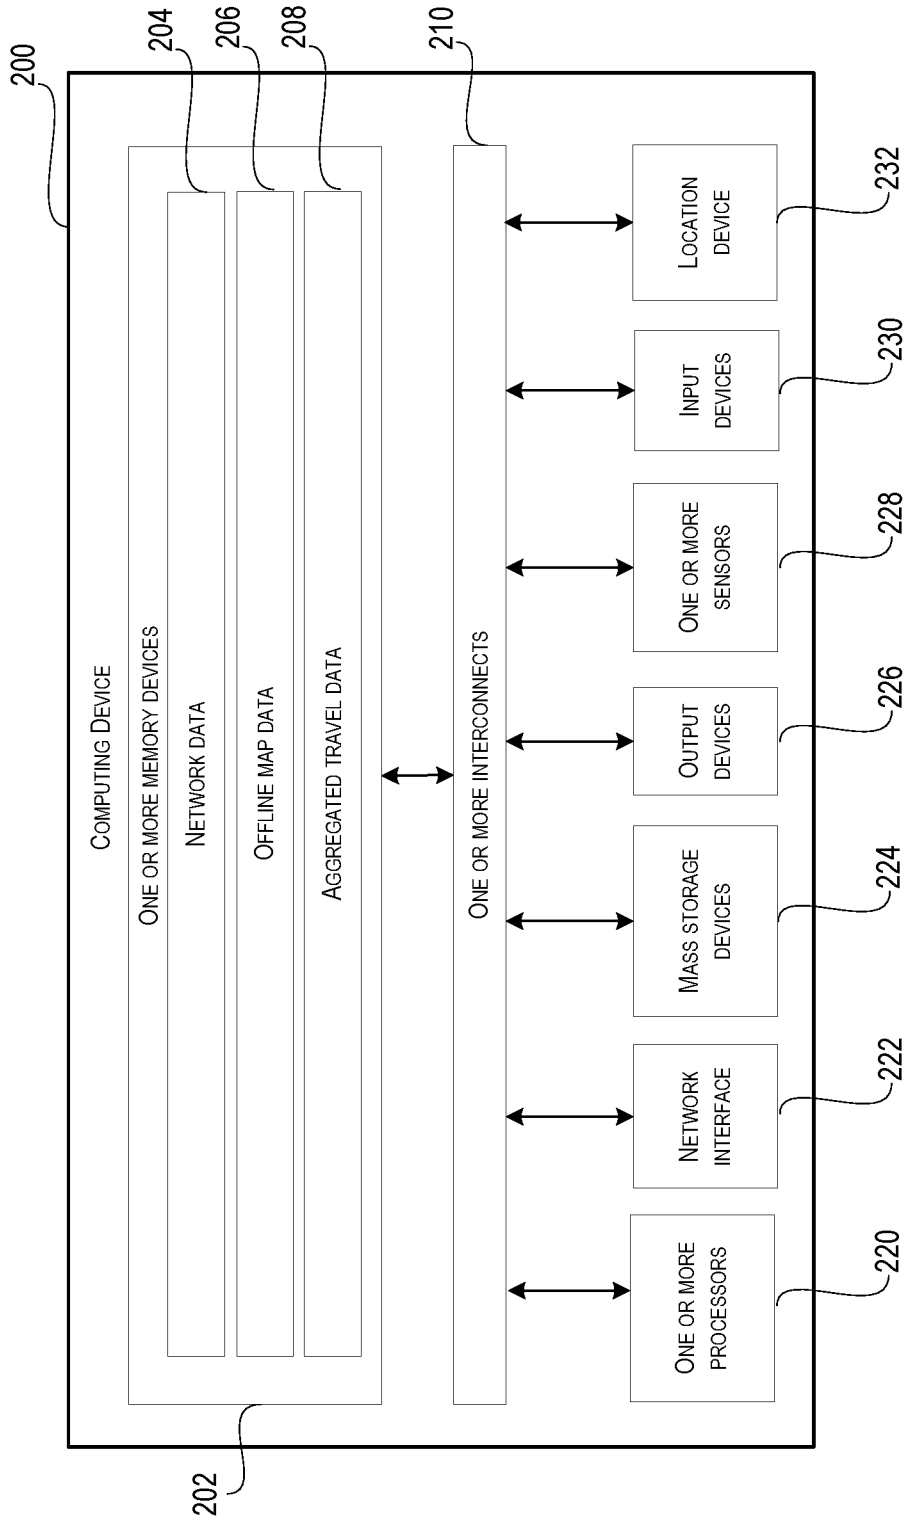 200
204
206
208
COMPUTING DEVICE
ONE OR MORE MEMORY DEVICES
NETWORK DATA
OFFLINE MAP DATA
AGGREGATED TRAVEL DATA
202
210
ONE OR MORE INTERCONNECTS
ONE OR MORE
PROCESSORS
NETWORK
INTERFACE
MASS STORAGE
DEVICES
OUTPUT
DEVICES
ONE OR MORE
SENSORS
INPUT
DEVICES
LOCATION
DEVICE
220
222
224
226
228
230
232